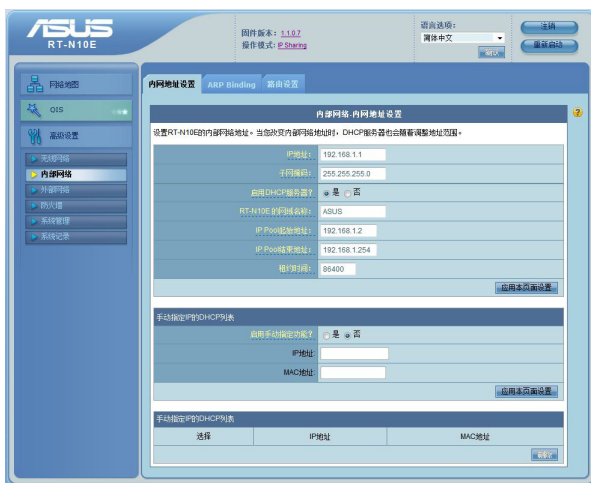 ASUS
RT-N10E
固件版本: 1.1.0.7
操作模式: IP Sharing
语言选项:
简体中文
确认
注销
重新启动
网络地图
QIS
高级设置
无线网络
内部网络
外部网络
防火墙
系统管理
系统记录
内网地址设置 ARP Binding 路由设置
内部网络-内网地址设置
设置RT-N10E的内部网络地址。当您改变内部网络地址时,DHCP服务器也会随着调整地址范围。
IP地址: 192.168.1.1
子网掩码: 255.255.255.0
启用DHCP服务器? 是 否
RT-N10E 的网域名称: ASUS
IP Pool起始地址: 192.168.1.2
IP Pool结束地址: 192.168.1.254
租约时间: 86400
应用本页面设置
手动指定IP的DHCP列表
启用手动指定功能? 是 否
IP地址:
MAC地址:
应用本页面设置
手动指定IP的DHCP列表
选择 IP地址 MAC地址
刷新